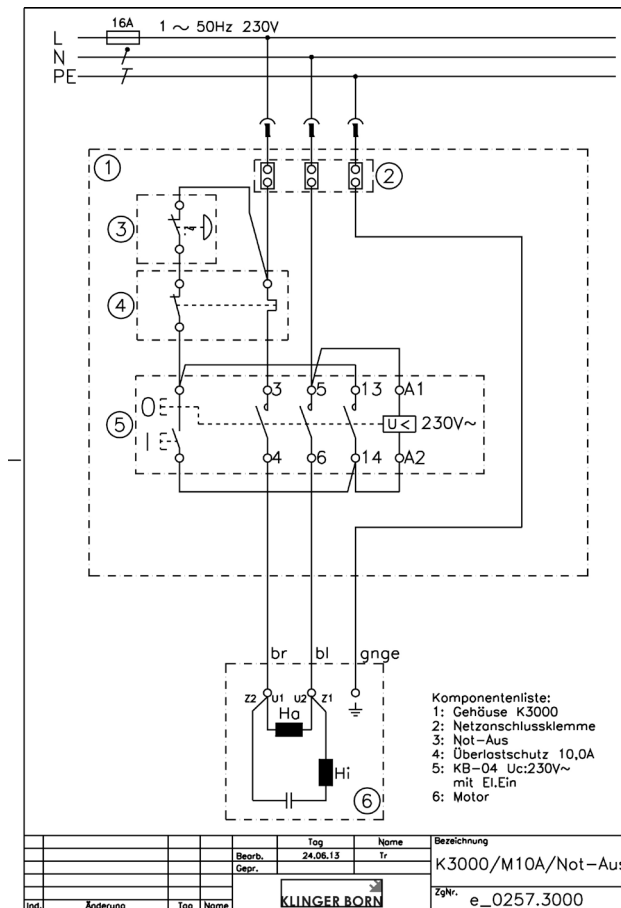 16A 1 ~ 50Hz 230V
L
N
PE
1
2
3
4
3 5 13 A1
O
5 U< 230V~
I
4 6 14 A2
br bl gnge
Z2 U1 U2 Z1
Ha
Hi
6
Komponentenliste:
1: Gehäuse K3000
2: Netzanschlussklemme
3: Not-Aus
4: Überlastschutz 10,0A
5: KB-04 Uc:230V~
mit El.Ein
6: Motor
Tag Name Bezeichnung
Bearb. 24.06.13 Tr
K3000/M10A/Not-Aus
Gepr.
KLINGER BORN
ZgNr. e_0257.3000
Ind. Änderung Tag Name